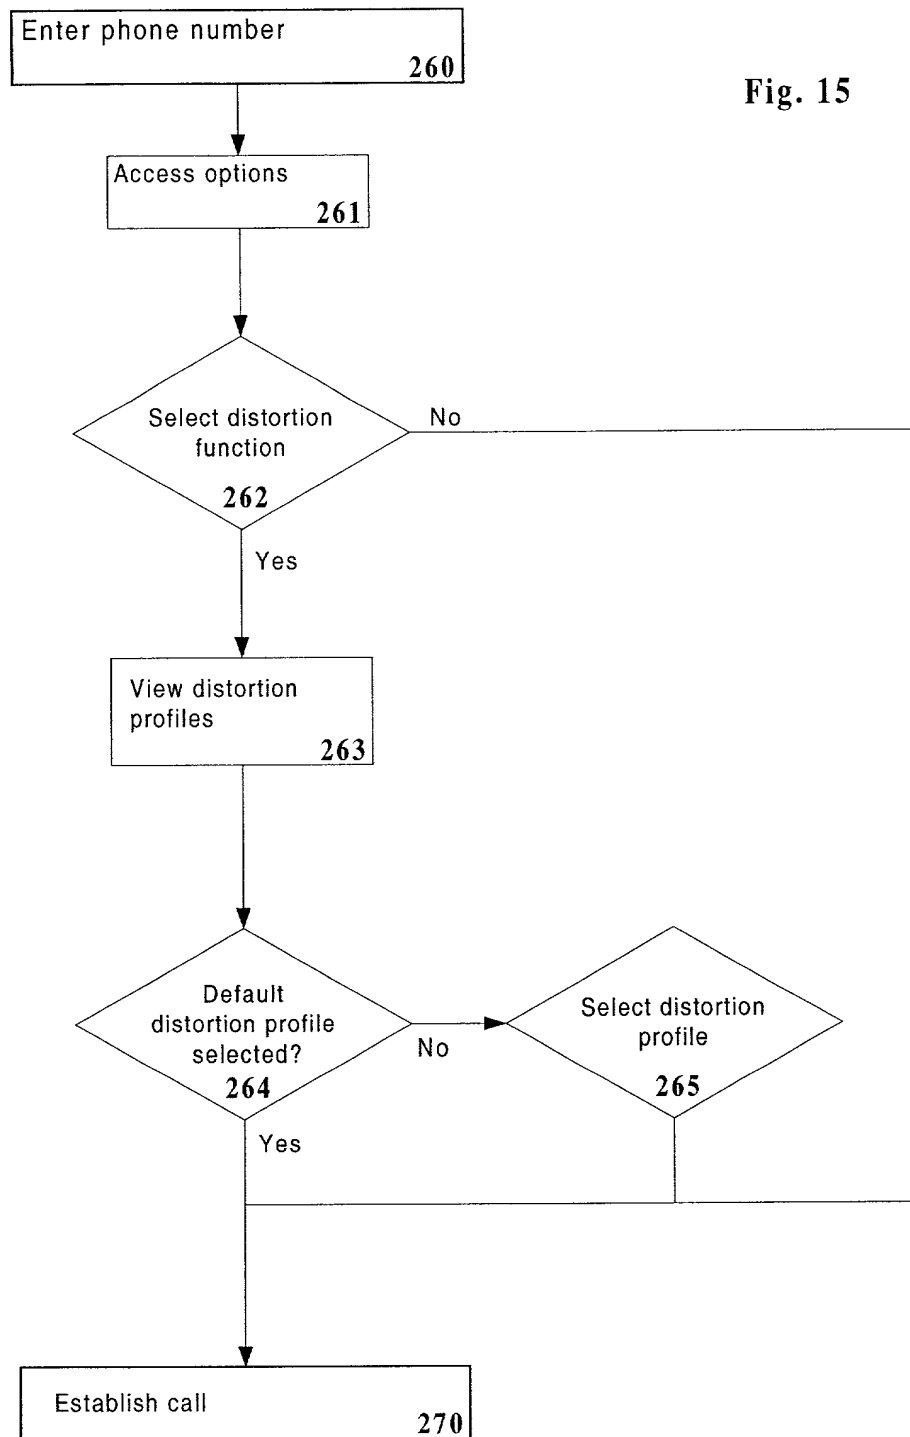 Enter phone number
260
Fig. 15
Access options
261
Select distortion
function
262
No
Yes
View distortion
profiles
263
Default
distortion profile
selected?
264
No
Select distortion
profile
265
Yes
Establish call
270